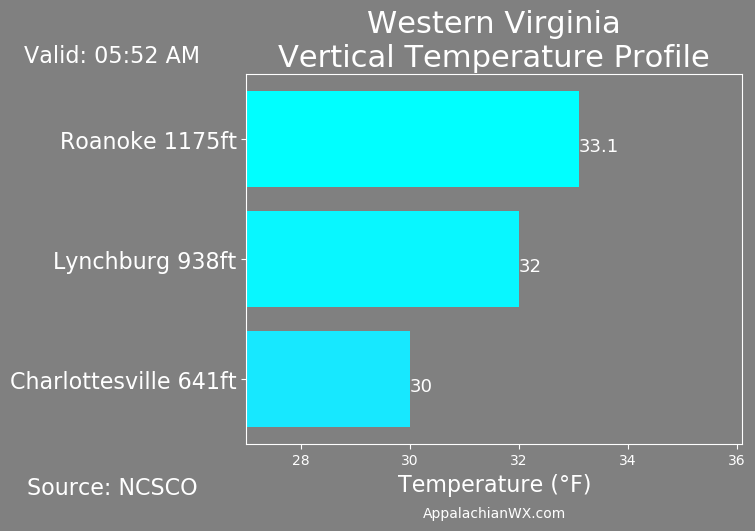 Western Virginia
Vertical Temperature Profile
Valid: 05:52 AM
Roanoke 1175ft
33.1
Lynchburg 938ft
32
Charlottesville 641ft
30
28 30 32 34 36
Temperature (°F)
Source: NCSCO
AppalachianWX.com